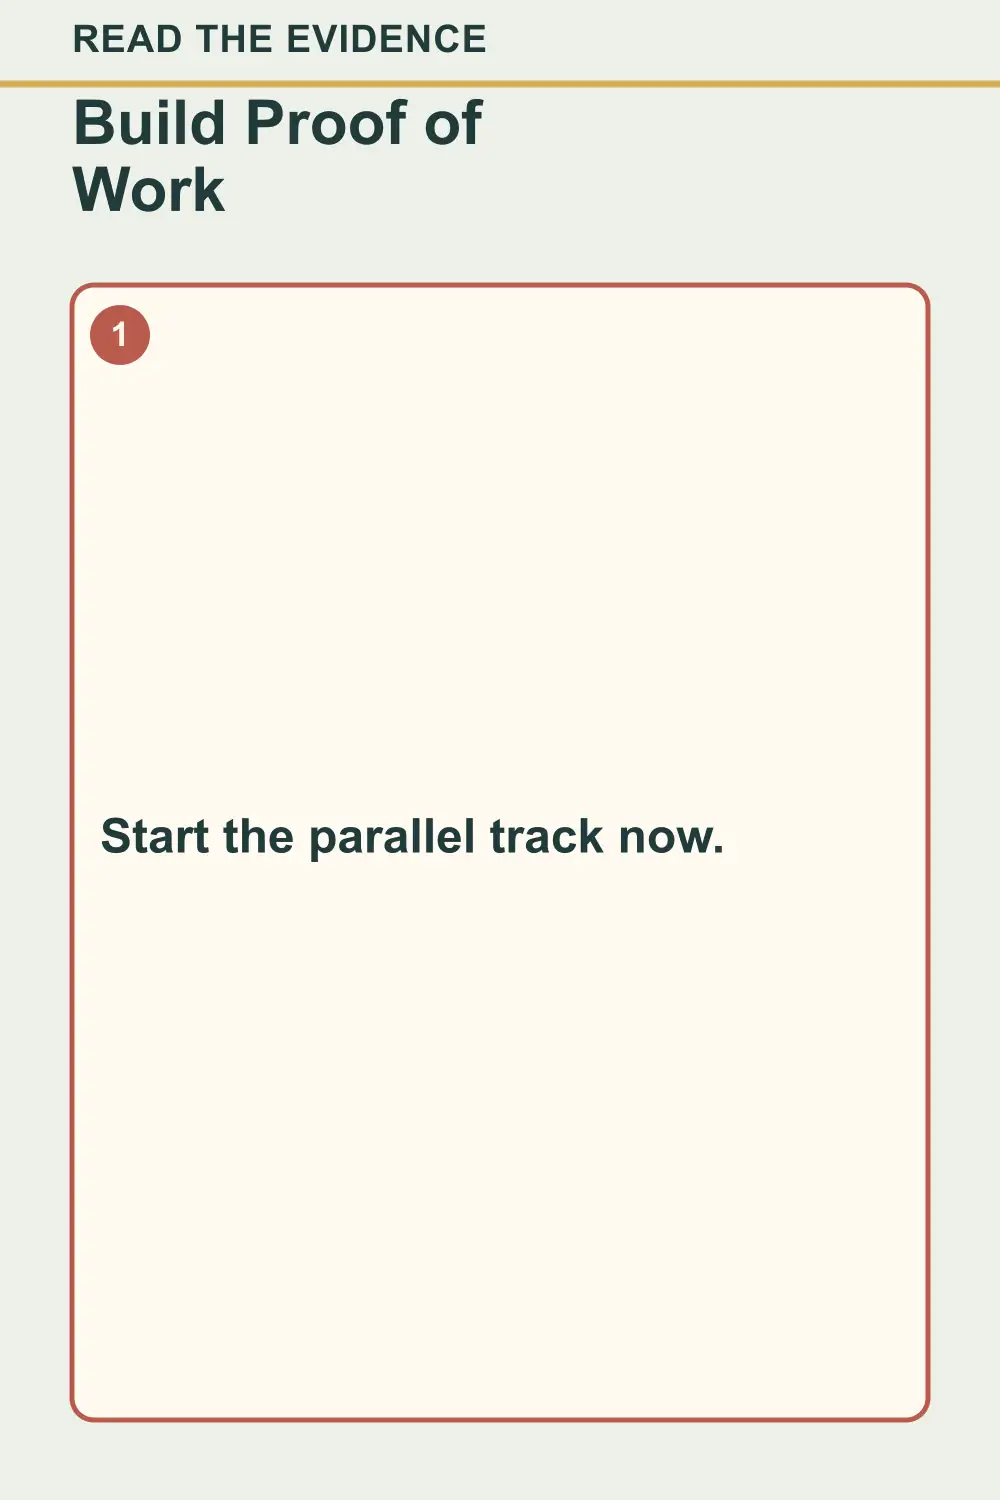 READ THE EVIDENCE
Build Proof of
Work
1
Start the parallel track now.